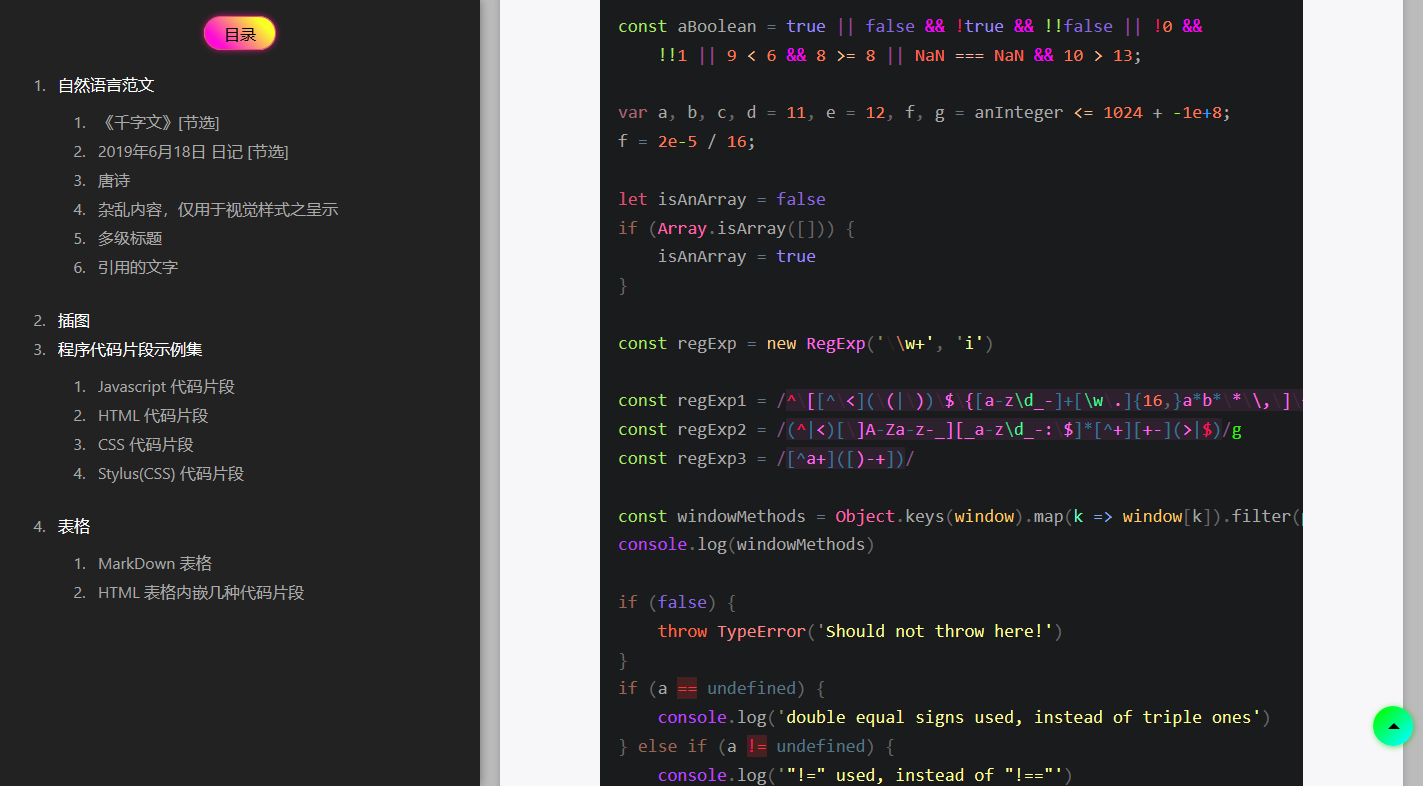 目录
1. 自然语言范文
1. 《千字文》[节选]
2. 2019年6月18日 日记 [节选]
3. 唐诗
4. 杂乱内容，仅用于视觉样式之呈示
5. 多级标题
6. 引用的文字
2. 插图
3. 程序代码片段示例集
1. Javascript 代码片段
2. HTML 代码片段
3. CSS 代码片段
4. Stylus(CSS) 代码片段
4. 表格
1. MarkDown 表格
2. HTML 表格内嵌几种代码片段
const aBoolean = true || false && !true && !!false || !0 &&
    !!1 || 9 < 6 && 8 >= 8 || NaN === NaN && 10 > 13;
var a, b, c, d = 11, e = 12, f, g = anInteger <= 1024 + -1e+8;
f = 2e-5 / 16;
let isAnArray = false
if (Array.isArray([])) {
    isAnArray = true
}
const regExp = new RegExp('\\w+', 'i')
const regExp1 = /^\[[^\<](\(|\))\$\{[a-z\d_-]+[\w\.]{16,}a*b*\*\\,\]\
const regExp2 = /(^|<)[\]A-Za-z-_][_a-z\d_-:\$]*[^+][+-](>|$)/g
const regExp3 = /[^a+]([)-+])/
const windowMethods = Object.keys(window).map(k => window[k]).filter(
console.log(windowMethods)
if (false) {
    throw TypeError('Should not throw here!')
}
if (a == undefined) {
    console.log('double equal signs used, instead of triple ones')
} else if (a != undefined) {
    console.log('"!=" used, instead of "!=="')